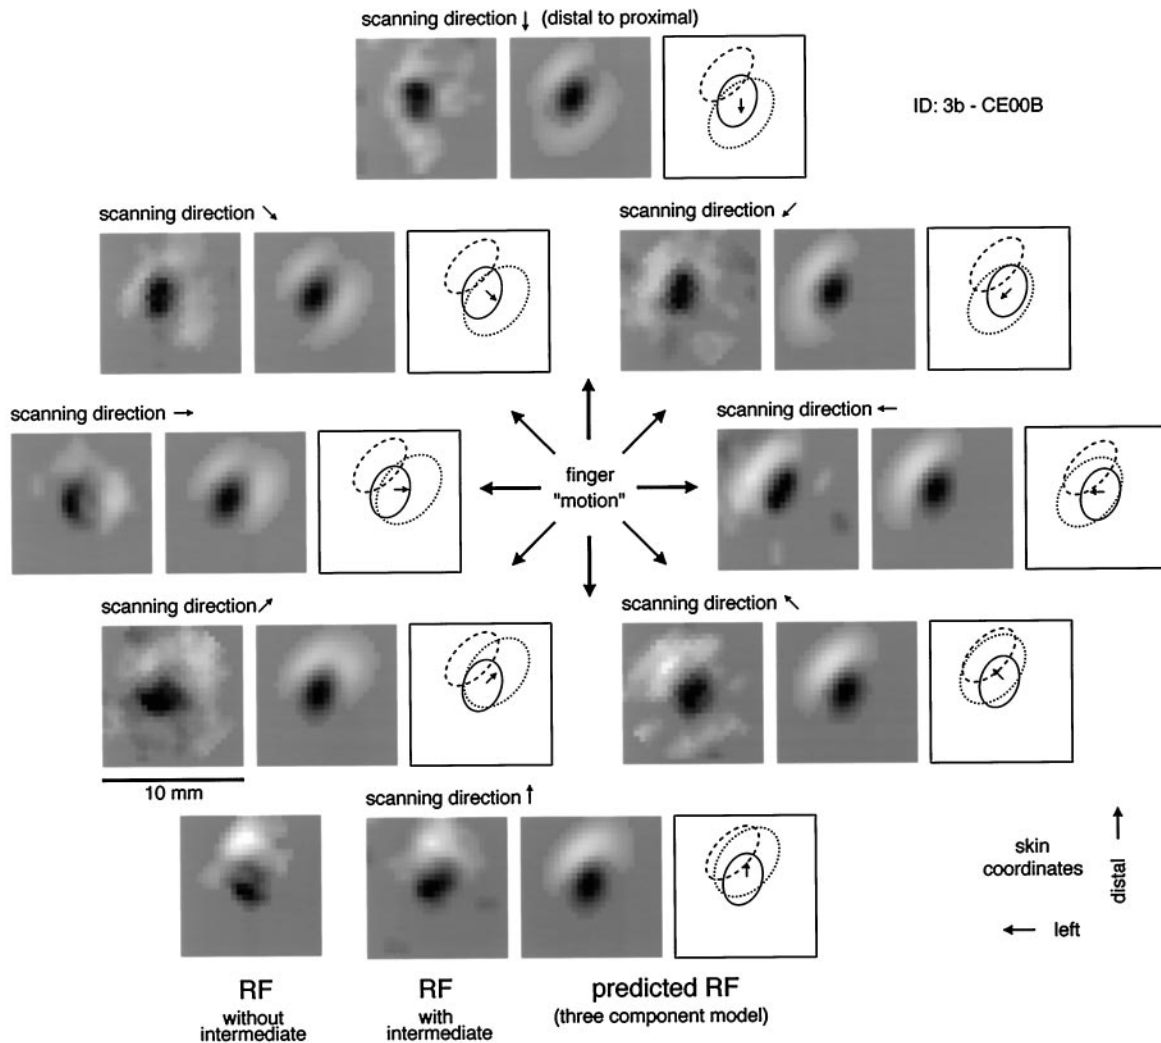 scanning direction ↓ (distal to proximal)
ID: 3b - CE00B
scanning direction ↘
scanning direction ↙
scanning direction →
finger
"motion"
scanning direction ←
scanning direction ↗
scanning direction ↖
10 mm
scanning direction ↑
skin
coordinates
distal
← left
RF
without
intermediate
RF
with
intermediate
predicted RF
(three component model)